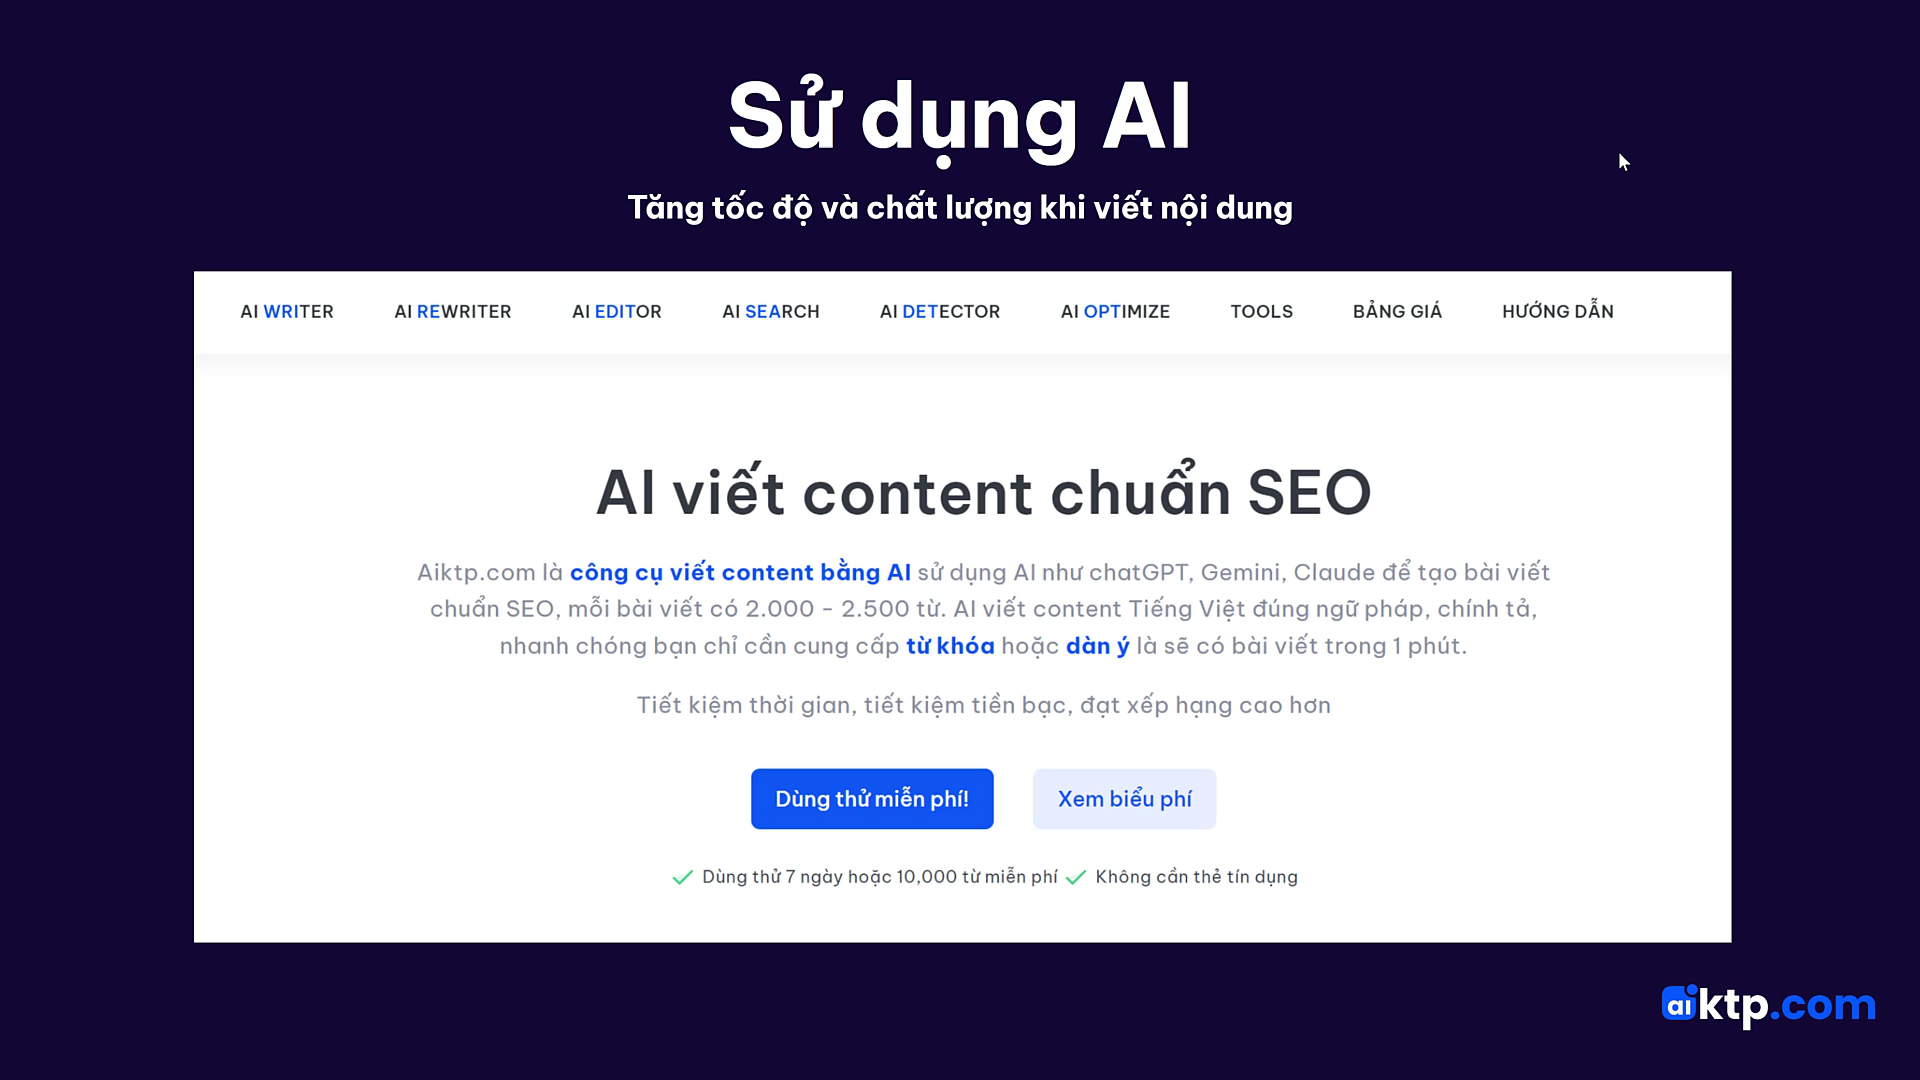 Sử dụng AI
Tăng tốc độ và chất lượng khi viết nội dung
AI WRITER
AI REWRITER
AI EDITOR
AI SEARCH
AI DETECTOR
AI OPTIMIZE
TOOLS
BẢNG GIÁ
HƯỚNG DẪN
AI viết content chuẩn SEO
Aiktp.com là công cụ viết content bằng AI sử dụng AI như chatGPT, Gemini, Claude để tạo bài viết
chuẩn SEO, mỗi bài viết có 2.000 - 2.500 từ. AI viết content Tiếng Việt đúng ngữ pháp, chính tả,
nhanh chóng bạn chỉ cần cung cấp từ khóa hoặc dàn ý là sẽ có bài viết trong 1 phút.
Tiết kiệm thời gian, tiết kiệm tiền bạc, đạt xếp hạng cao hơn
Dùng thử miễn phí!
Xem biểu phí
Dùng thử 7 ngày hoặc 10,000 từ miễn phí
Không cần thẻ tín dụng
aiktp.com